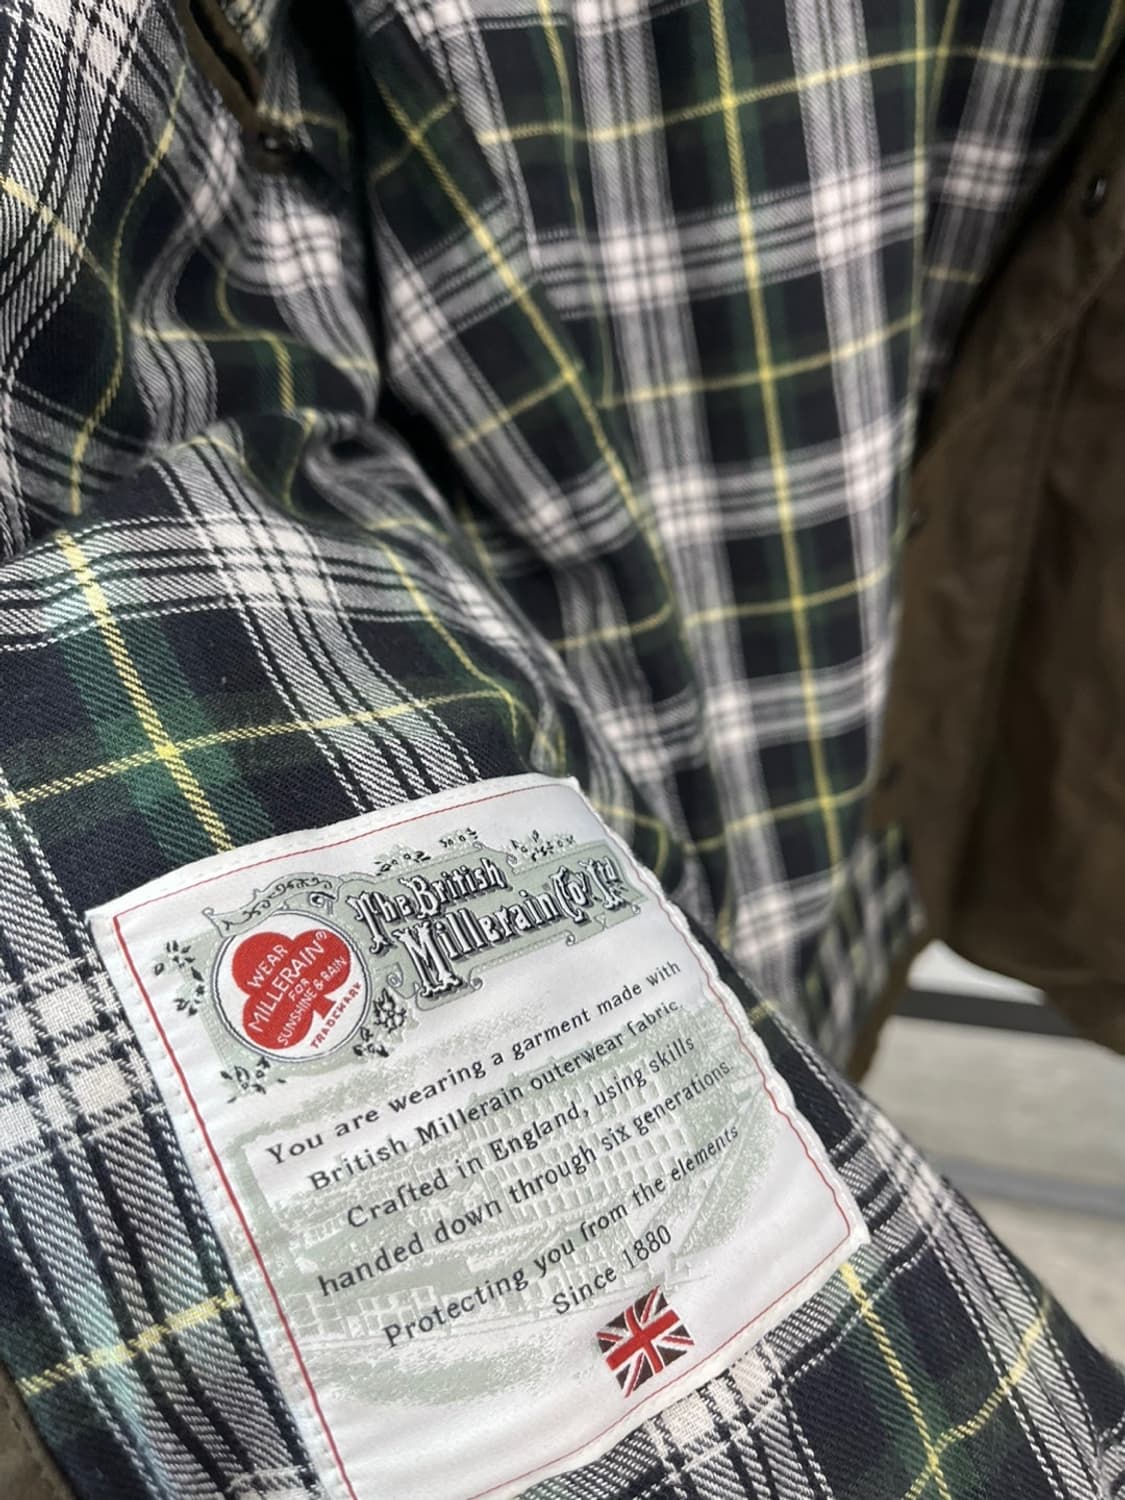 The British
Millerain Co. Ltd
WEAR
MILLERAIN®
FOR
SUNSHINE & RAIN
TRADEMARK
You are wearing a garment made with
British Millerain outerwear fabric.
Crafted in England, using skills
handed down through six generations.
Protecting you from the elements
Since 1880